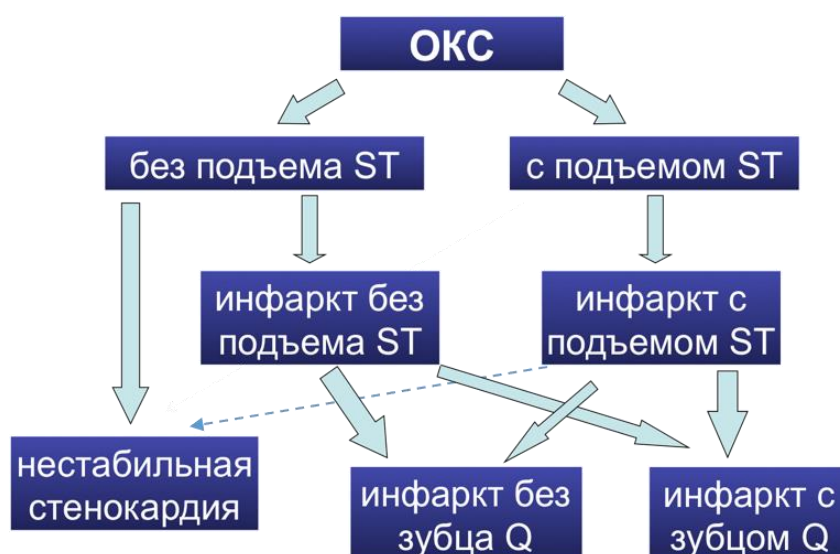 ОКС
без подъема ST
с подъемом ST
инфаркт без
подъема ST
инфаркт с
подъемом ST
нестабильная
стенокардия
инфаркт без
зубца Q
инфаркт с
зубцом Q